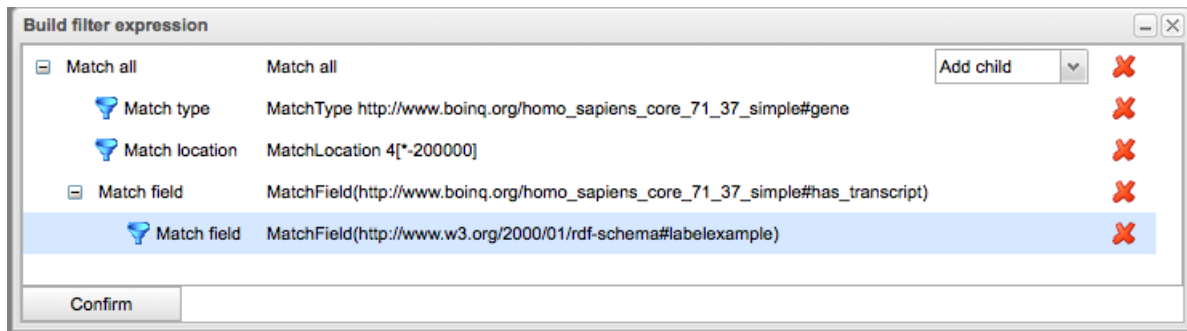 Build filter expression
Match all Match all Add child
Match type MatchType http://www.boinq.org/homo_sapiens_core_71_37_simple#gene
Match location MatchLocation 4[*-200000]
Match field MatchField(http://www.boinq.org/homo_sapiens_core_71_37_simple#has_transcript)
Match field MatchField(http://www.w3.org/2000/01/rdf-schema#labelexample)
Confirm